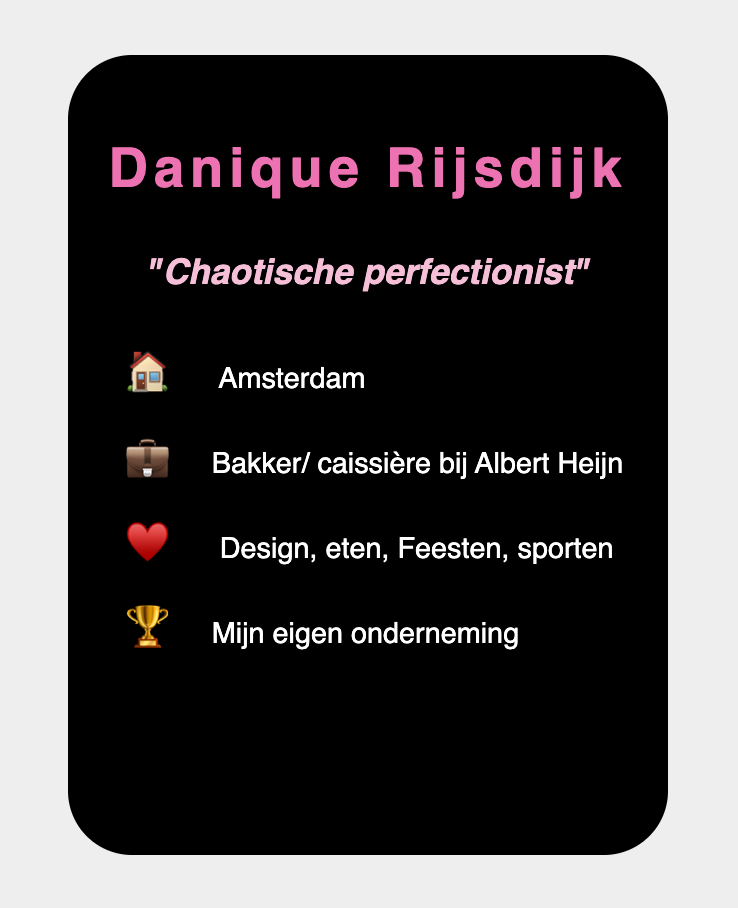 Danique Rijsdijk
"Chaotische perfectionist"
Amsterdam
Bakker/ caissière bij Albert Heijn
Design, eten, Feesten, sporten
Mijn eigen onderneming